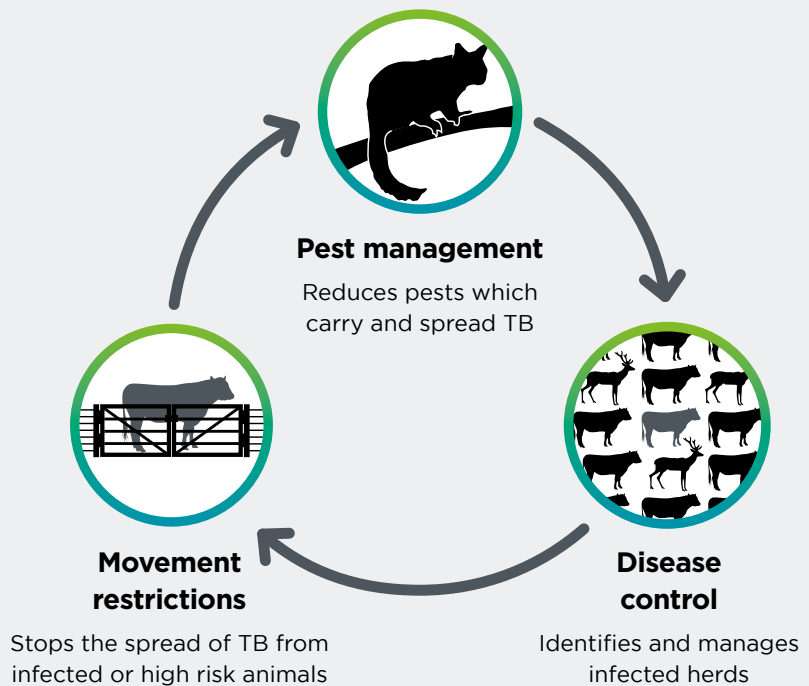 Pest management
Reduces pests which
carry and spread TB
Disease
control
Identifies and manages
infected herds
Movement
restrictions
Stops the spread of TB from
infected or high risk animals